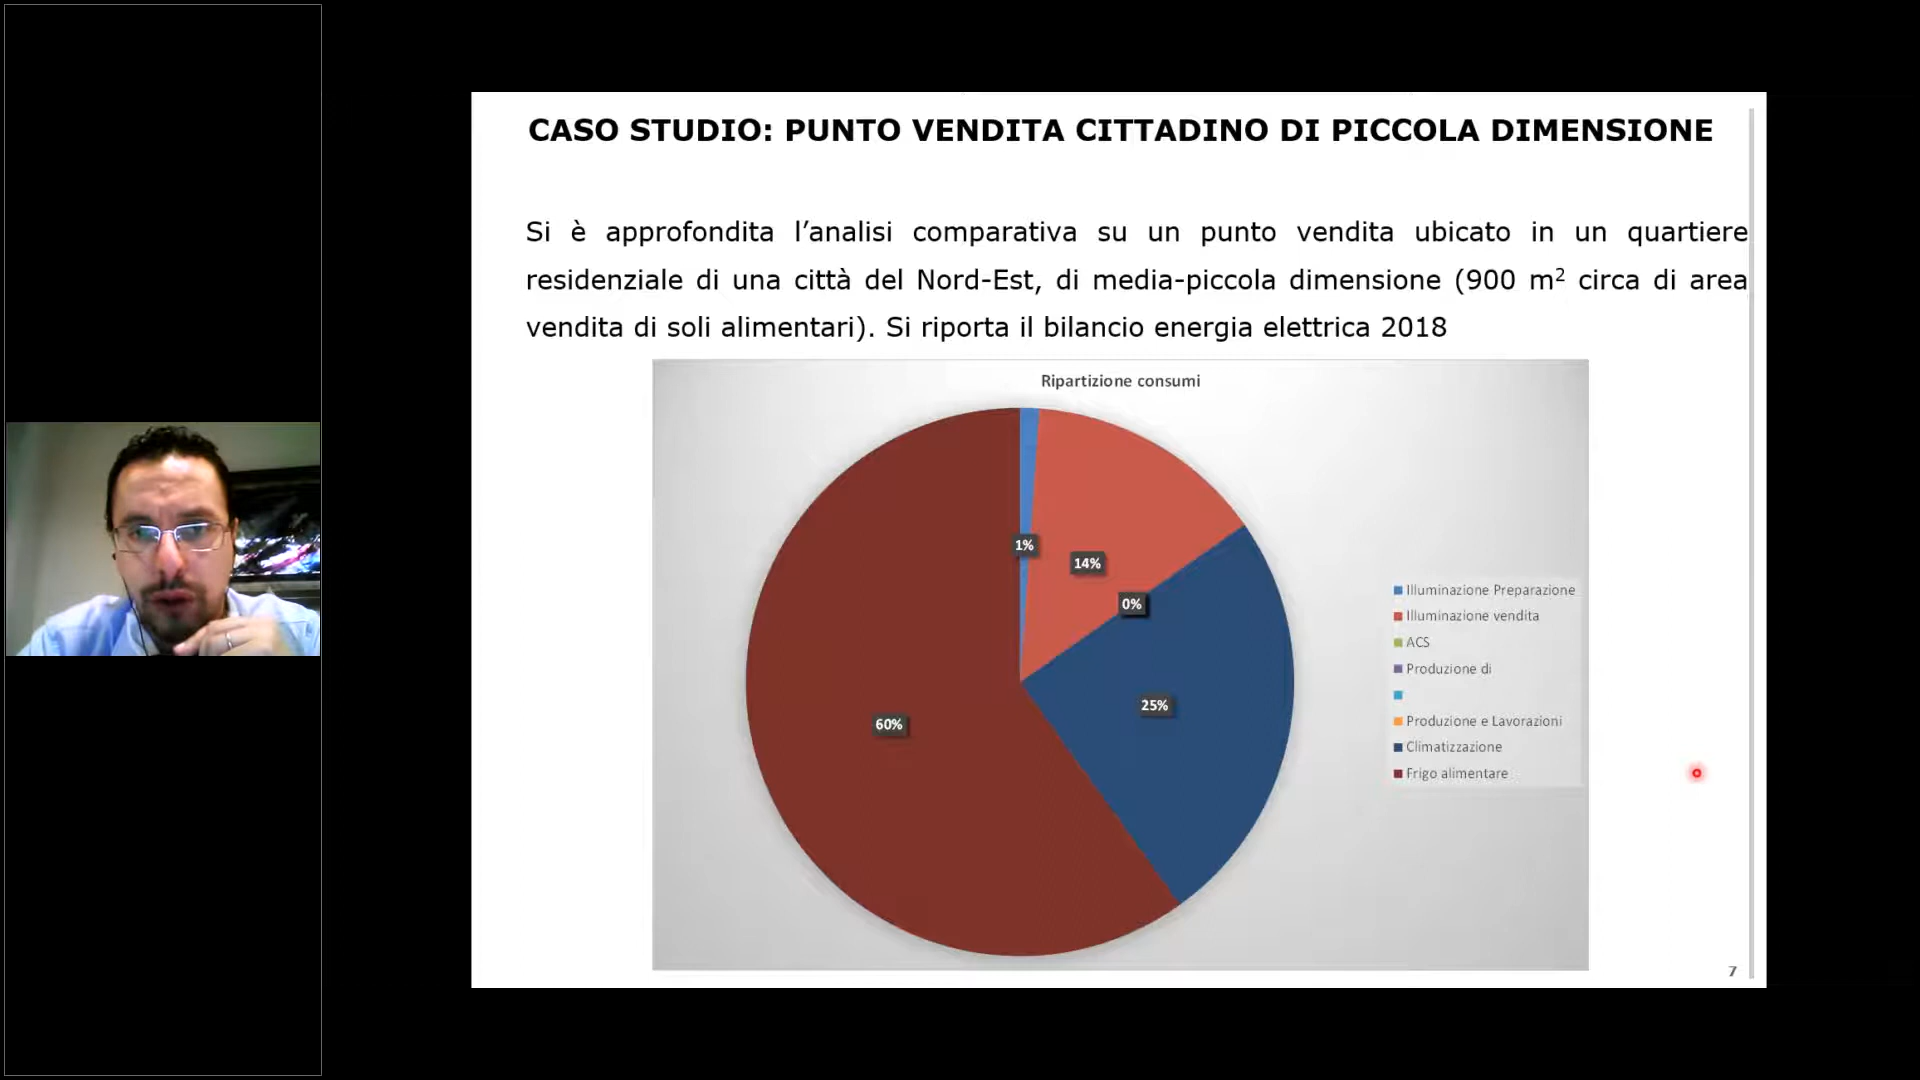 CASO STUDIO: PUNTO VENDITA CITTADINO DI PICCOLA DIMENSIONE
Si è approfondita l’analisi comparativa su un punto vendita ubicato in un quartiere
residenziale di una città del Nord-Est, di media-piccola dimensione (900 m² circa di area
vendita di soli alimentari). Si riporta il bilancio energia elettrica 2018
Ripartizione consumi
1%
14%
0%
25%
60%
Illuminazione Preparazione
Illuminazione vendita
ACS
Produzione di
Produzione e Lavorazioni
Climatizzazione
Frigo alimentare
7